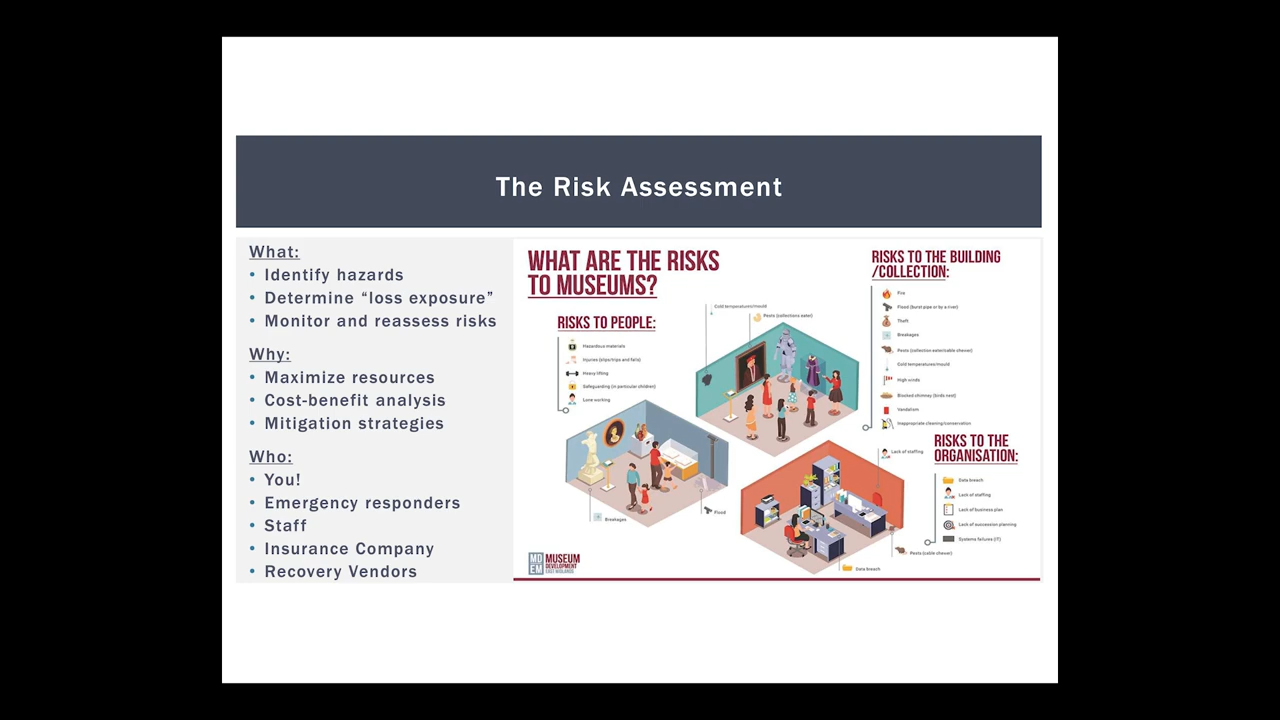 The Risk Assessment
What:
• Identify hazards
• Determine “loss exposure”
• Monitor and reassess risks
Why:
• Maximize resources
• Cost-benefit analysis
• Mitigation strategies
Who:
• You!
• Emergency responders
• Staff
• Insurance Company
• Recovery Vendors
WHAT ARE THE RISKS
TO MUSEUMS?
RISKS TO PEOPLE:
Hazardous materials
Injuries (slips/trips and falls)
Heavy lifting
Safeguarding (in particular children)
Lone working
Cold temperatures/mould
Pests (collections eater)
Breakages
Flood
RISKS TO THE BUILDING
/COLLECTION:
Fire
Flood (burst pipe or by a river)
Theft
Breakages
Pests (collection eater/cable chewer)
Cold temperatures/mould
High winds
Blocked chimney (birds nest)
Vandalism
Inappropriate cleaning/conservation
RISKS TO THE
ORGANISATION:
Lack of staffing
Data breach
Lack of staffing
Lack of business plan
Lack of succession planning
Systems failures (IT)
Pests (cable chewer)
Data breach
MD
EM
MUSEUM
DEVELOPMENT
EAST MIDLANDS